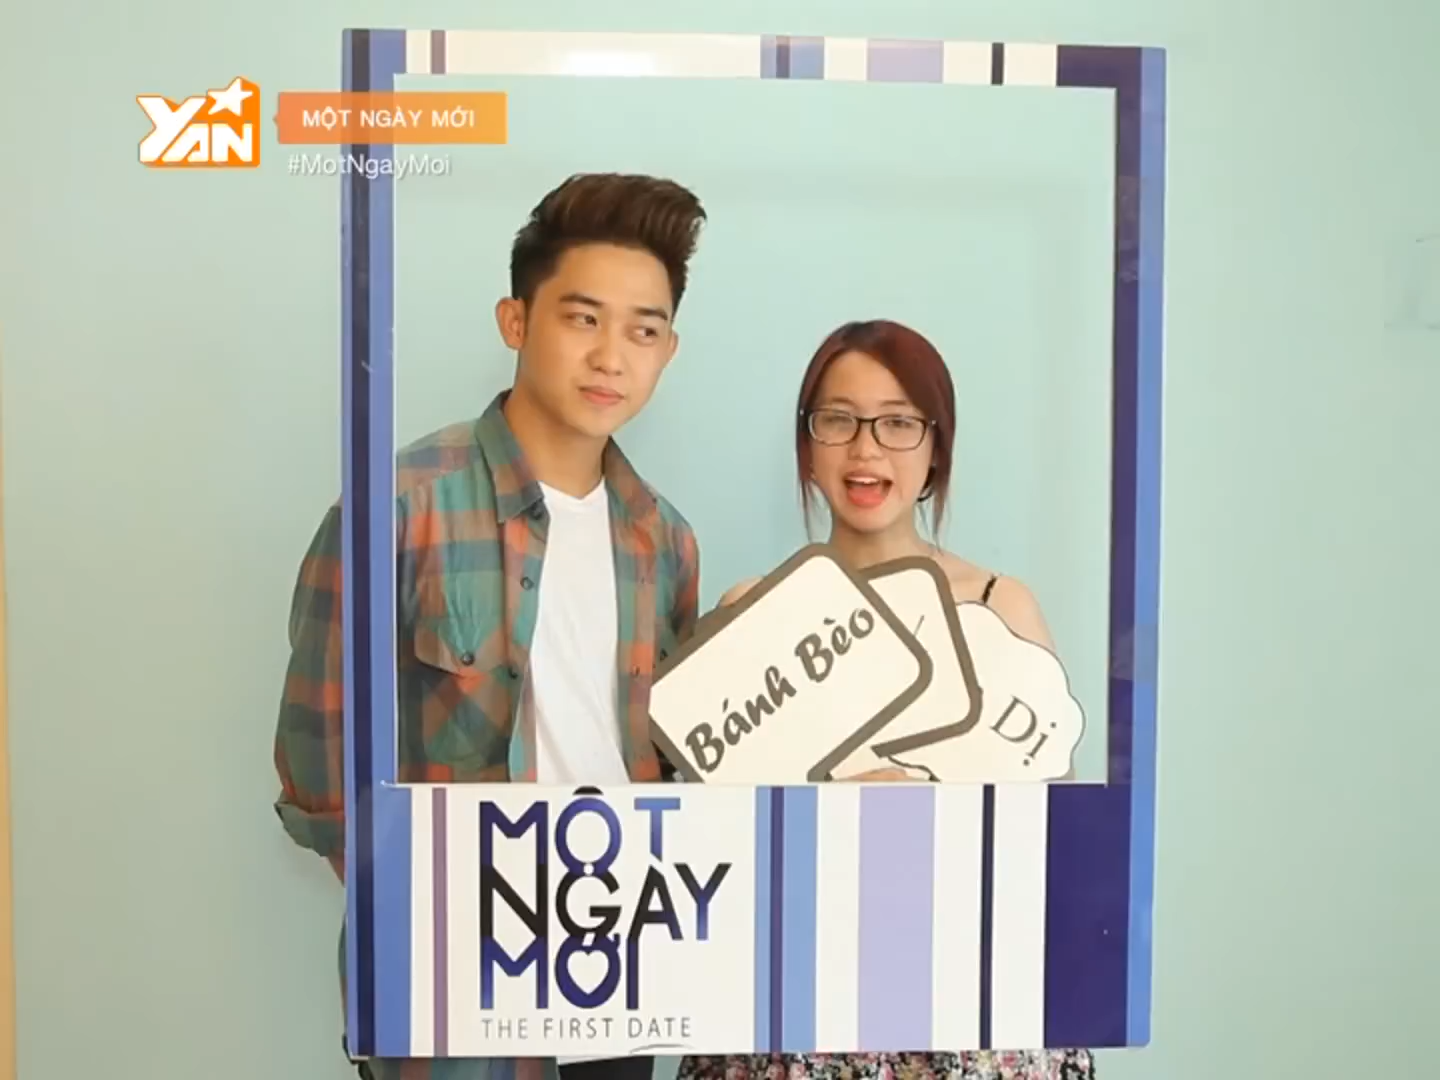 YAN
MỘT NGÀY MỚI
#MotNgayMoi
Bánh Bèo
Dị
MỘT
NGÀY
MỚI
THE FIRST DATE